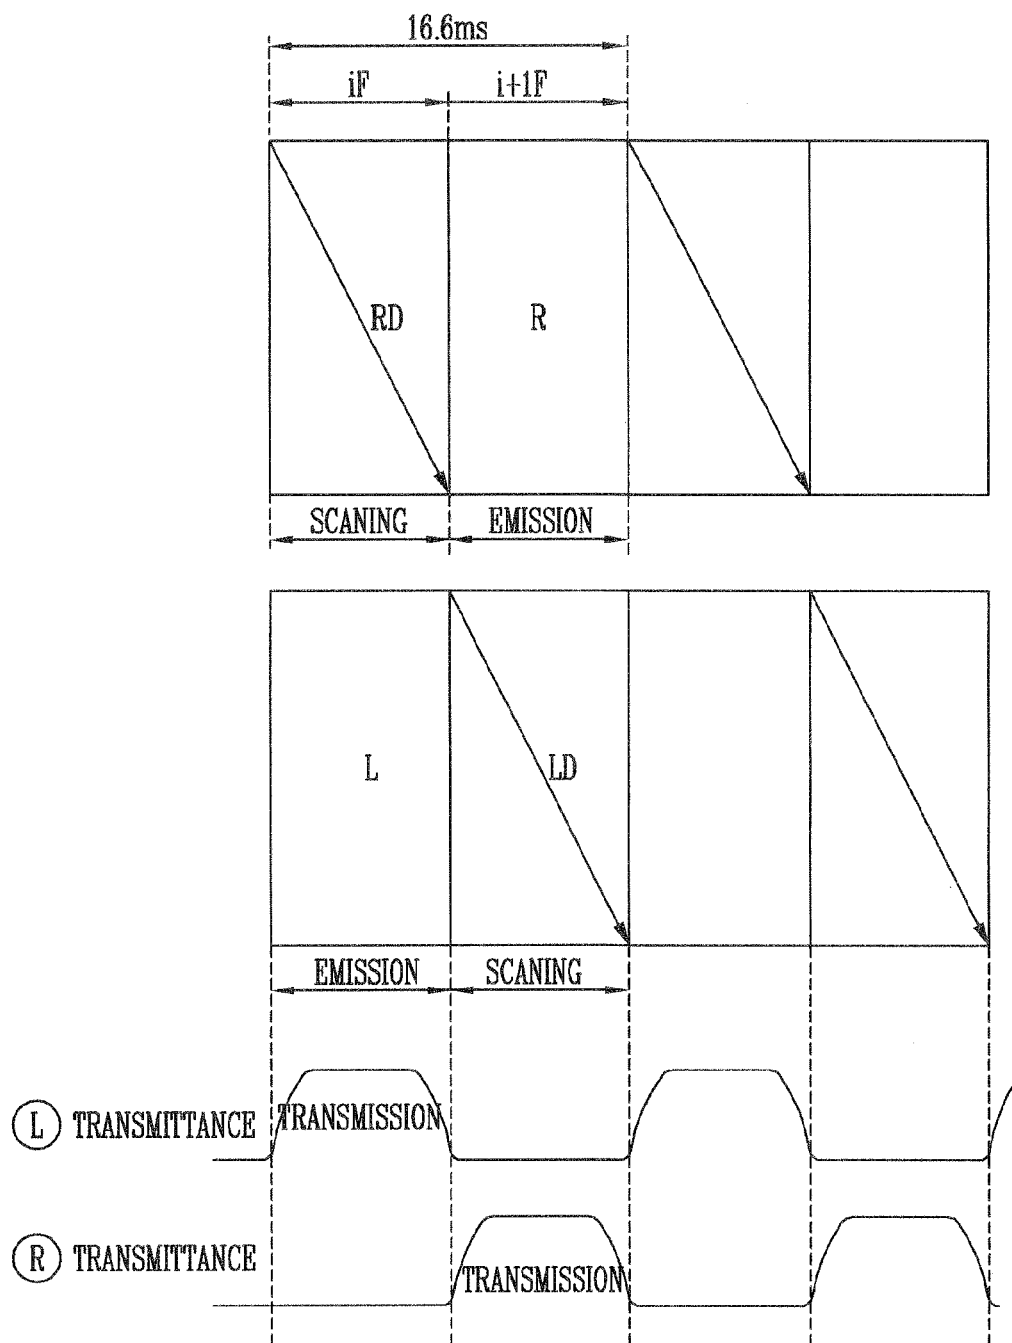 16.6ms
iF i+1F
RD R
SCANING EMISSION
L LD
EMISSION SCANING
L TRANSMITTANCE TRANSMISSION
R TRANSMITTANCE TRANSMISSION